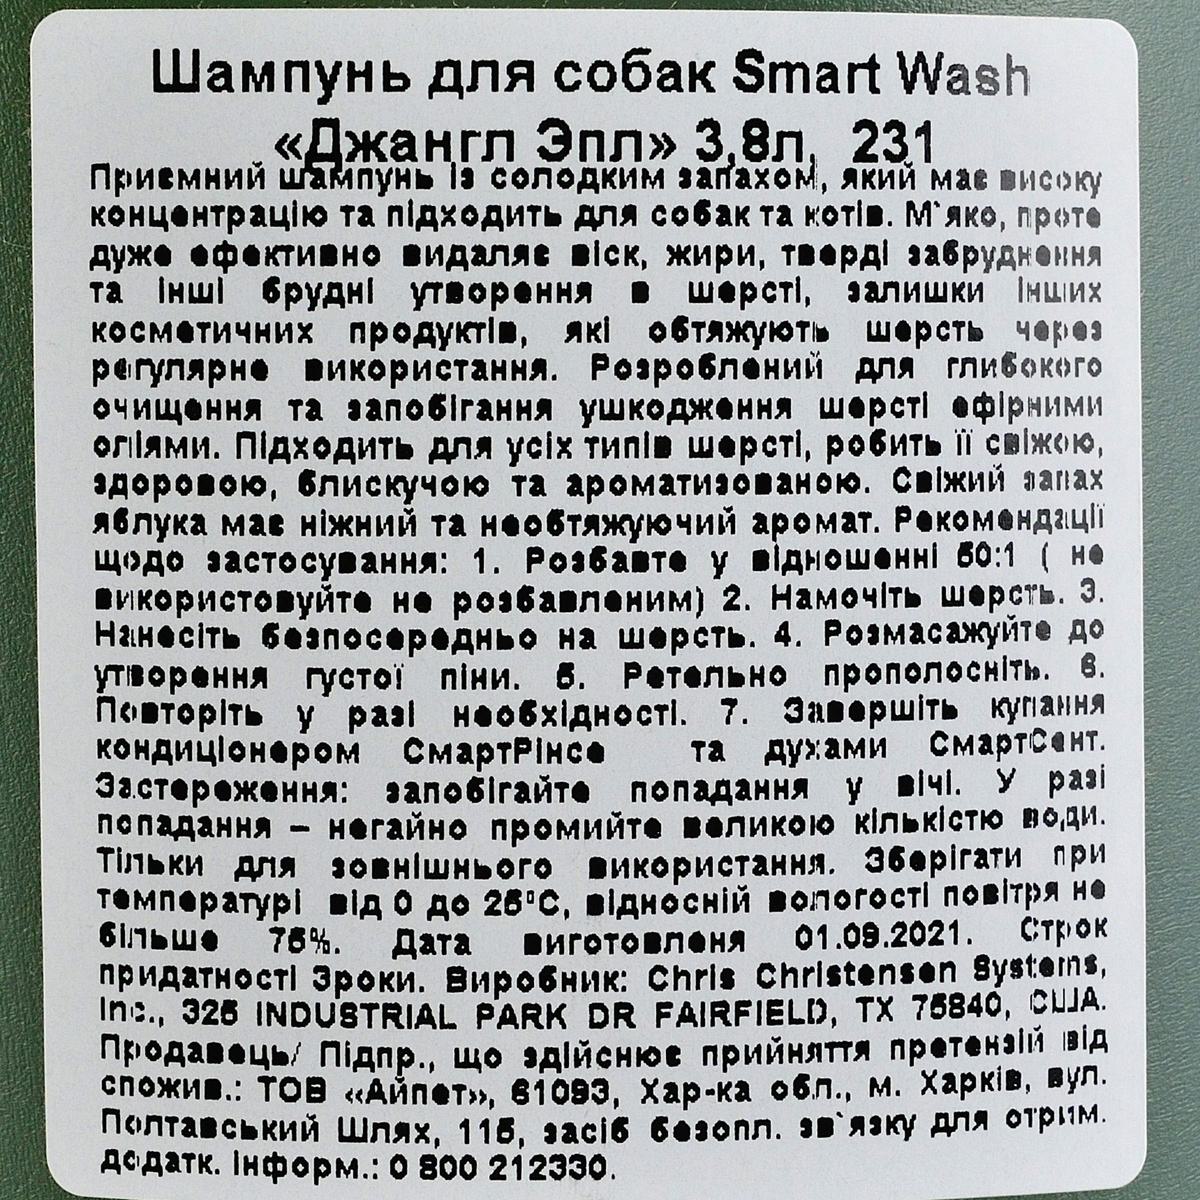 Шампунь для собак Smart Wash
«Джангл Эпл» 3,8л, 231
Приємний шампунь із солодким запахом, який має високу
концентрацію та підходить для собак та котів. М`яко, проте
дуже ефективно видаляє віск, жири, тверді забруднення
та інші брудні утворення в шерсті, залишки інших
косметичних продуктів, які обтяжують шерсть через
регулярне використання. Розроблений для глибокого
очищення та запобігання ушкодження шерсті ефірними
оліями. Підходить для усіх типів шерсті, робить її свіжою,
здоровою, блискучою та ароматизованою. Свіжий запах
яблука має ніжний та необтяжуючий аромат. Рекомендації
щодо застосування: 1. Розбавте у відношенні 50:1 ( не
використовуйте не розбавленим) 2. Намочіть шерсть. 3.
Нанесіть безпосередньо на шерсть. 4. Розмасажуйте до
утворення густої піни. 5. Ретельно прополосніть. 6.
Повторіть у разі необхідності. 7. Завершіть купання
кондиціонером СмартРінсе та духами СмартСент.
Застереження: запобігайте попадання у вічі. У разі
попадання – негайно промийте великою кількістю води.
Тільки для зовнішнього використання. Зберігати при
температурі від 0 до 25°С, відносній вологості повітря не
більше 75%. Дата виготовленя 01.09.2021. Строк
придатності 3роки. Виробник: Chris Christensen Systems,
Inc., 325 INDUSTRIAL PARK DR FAIRFIELD, TX 75840, США.
Продавець/ Підпр., що здійснює прийняття претензій від
спожив.: ТОВ «Айпет», 61093, Хар-ка обл., м. Харків, вул.
Полтавський Шлях, 115, засіб безопл. зв`язку для отрим.
додатк. інформ.: 0 800 212330.